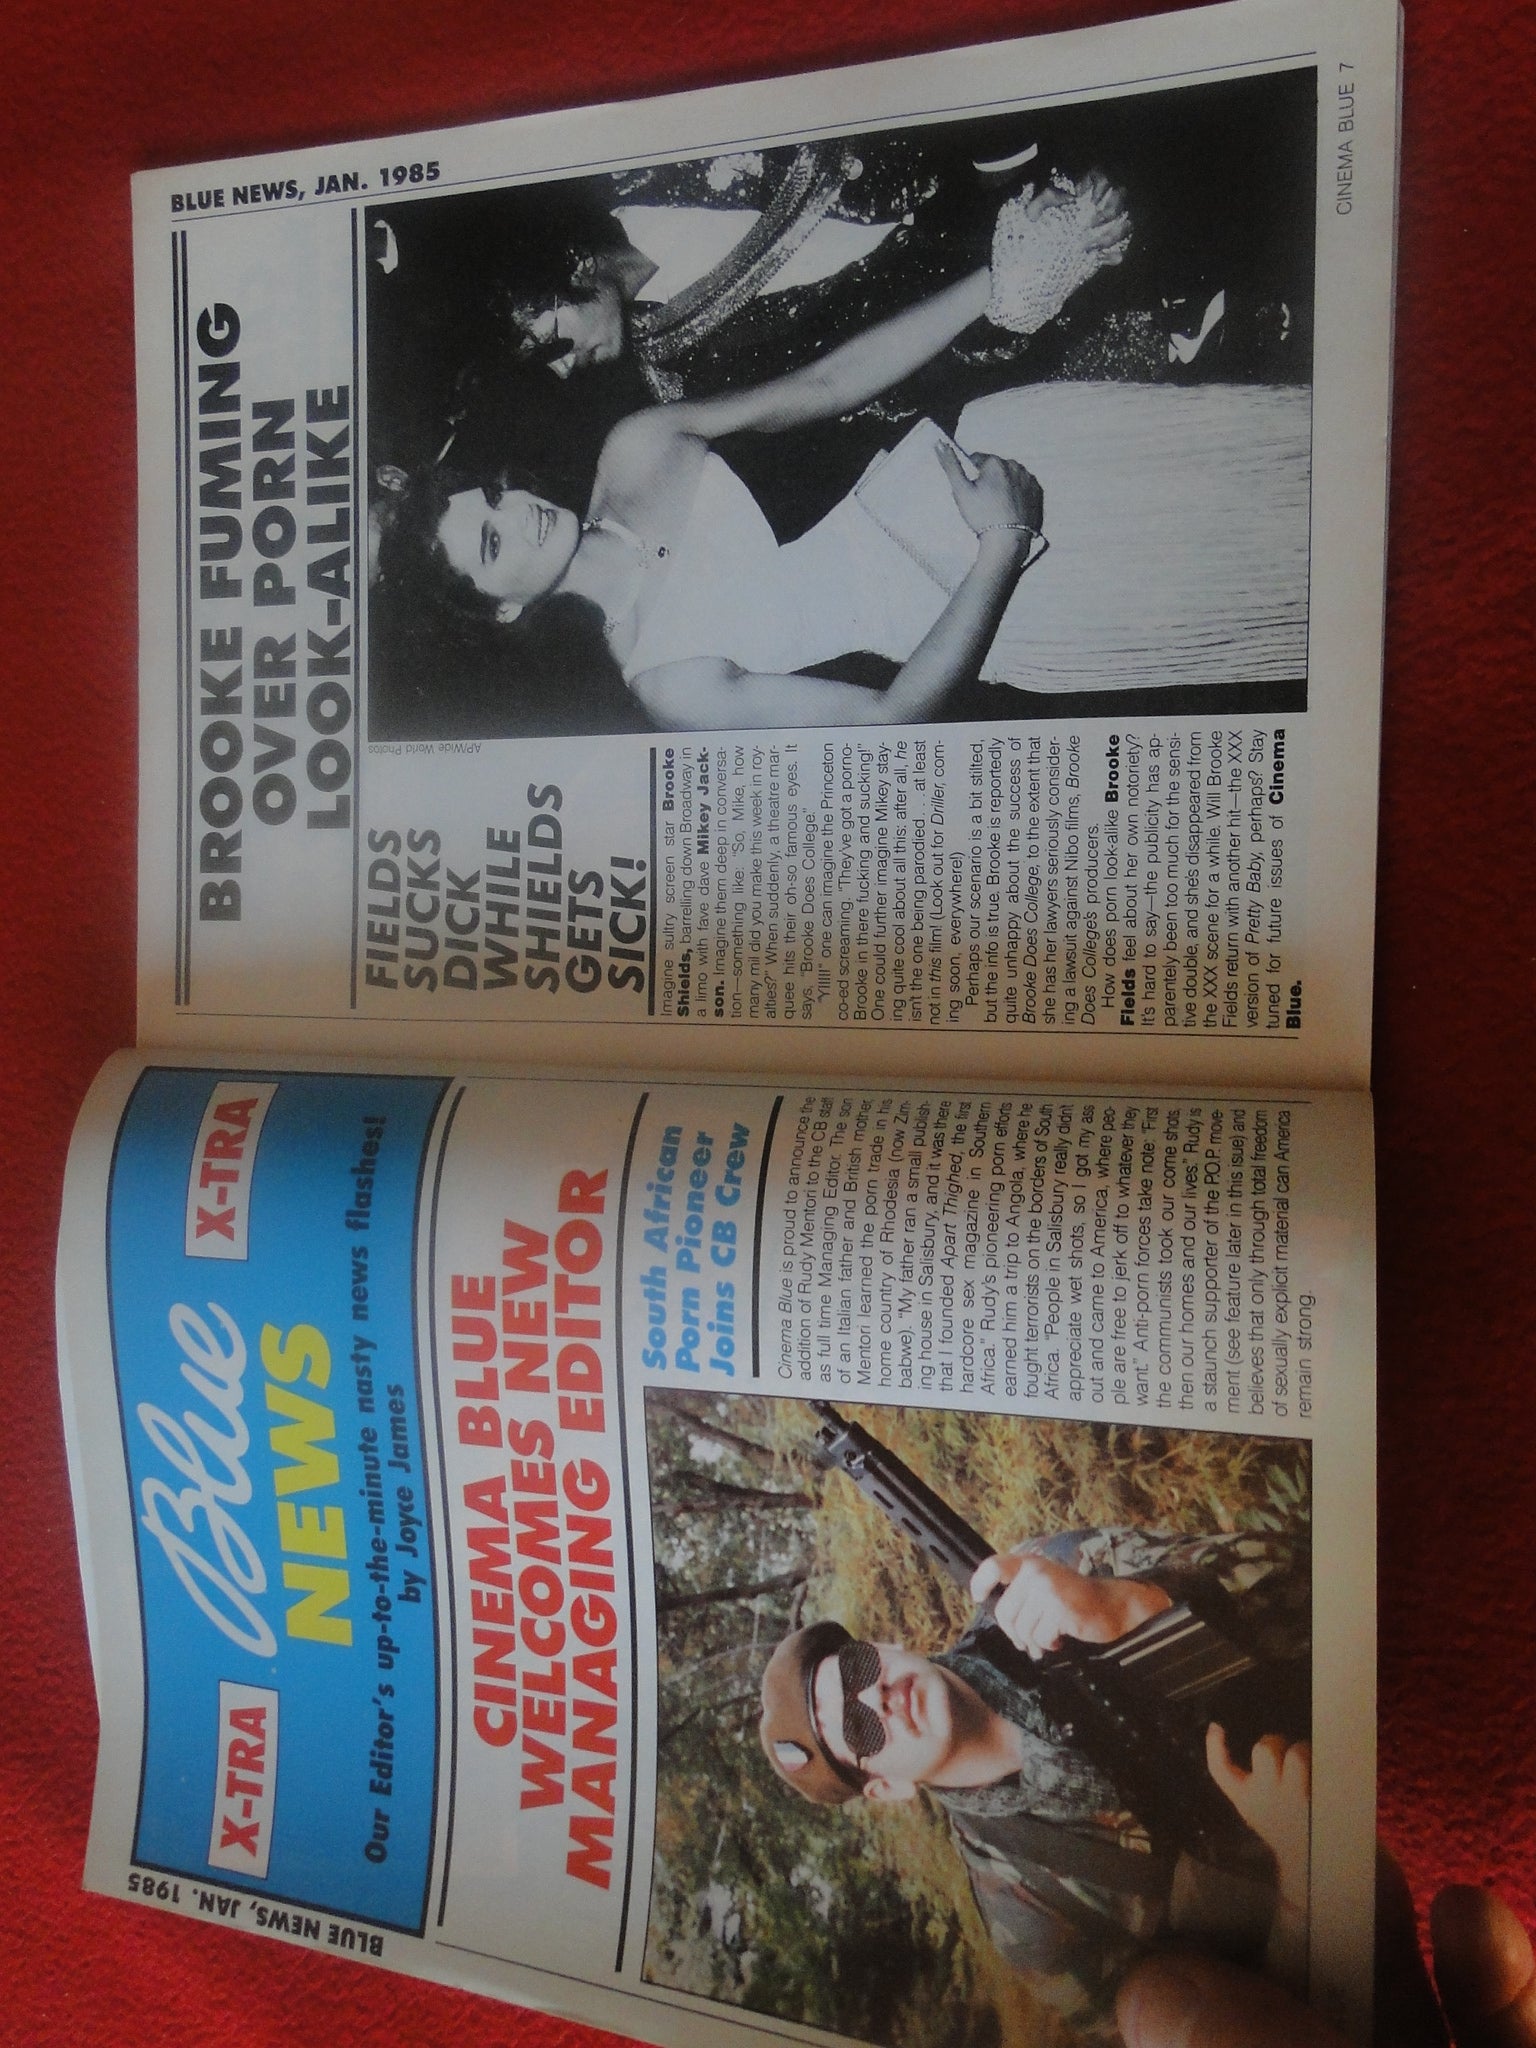 BLUE NEWS, JAN. 1985
X-TRA
Blue
X-TRA
NEWS
Our Editor's up-to-the-minute nasty news flashes!
by Joyce James
CINEMA BLUE
WELCOMES NEW
MANAGING EDITOR
South African
Porn Pioneer
Joins CB Crew
Cinema Blue is proud to announce the
addition of Rudy Mentori to the CB staff
as full time Managing Editor. The son
of an Italian father and British mother,
Mentori learned the porn trade in his
home country of Rhodesia (now Zim-
babwe). "My father ran a small publish-
ing house in Salisbury, and it was there
that I founded Apart Thighed, the first
hardcore sex magazine in Southern
Africa." Rudy's pioneering porn efforts
earned him a trip to Angola, where he
fought terrorists on the borders of South
Africa. "People in Salisbury really didn't
appreciate wet shots, so I got my ass
out and came to America, where peo-
ple are free to jerk off to whatever they
want." Anti-porn forces take note: "First
the communists took our come shots,
then our homes and our lives." Rudy is
a staunch supporter of the P.O.P. move-
ment (see feature later in this issue) and
believes that only through total freedom
of sexually explicit material can America
remain strong.
BLUE NEWS, JAN. 1985
BROOKE FUMING
OVER PORN
LOOK-ALIKE
FIELDS
SUCKS
DICK
WHILE
SHIELDS
GETS
SICK!
AP/Wide World Photos
Imagine sultry screen star Brooke
Shields, barrelling down Broadway in
a limo with fave dave Mikey Jack-
son. Imagine them deep in conversa-
tion—something like: "So, Mike, how
many mil did you make this week in roy-
alties?" When suddenly, a theatre mar-
quee hits their oh-so famous eyes. It
says, "Brooke Does College."
"Yiiiii" one can imagine the Princeton
co-ed screaming. "They've got a porno-
Brooke in there fucking and sucking!"
One could further imagine Mikey stay-
ing quite cool about all this; after all, he
isn't the one being parodied. . . at least
not in this film! (Look out for Driller, com-
ing soon, everywhere!)
Perhaps our scenario is a bit stilted,
but the info is true. Brooke is reportedly
quite unhappy about the success of
Brooke Does College, to the extent that
she has her lawyers seriously consider-
ing a lawsuit against Nibo films, Brooke
Does College's producers.
How does porn look-alike Brooke
Fields feel about her own notoriety?
It's hard to say—the publicity has ap-
parently been too much for the sensi-
tive double, and she's disappeared from
the XXX scene for a while. Will Brooke
Fields return with another hit—the XXX
version of Pretty Baby, perhaps? Stay
tuned for future issues of Cinema
Blue.
CINEMA BLUE 7